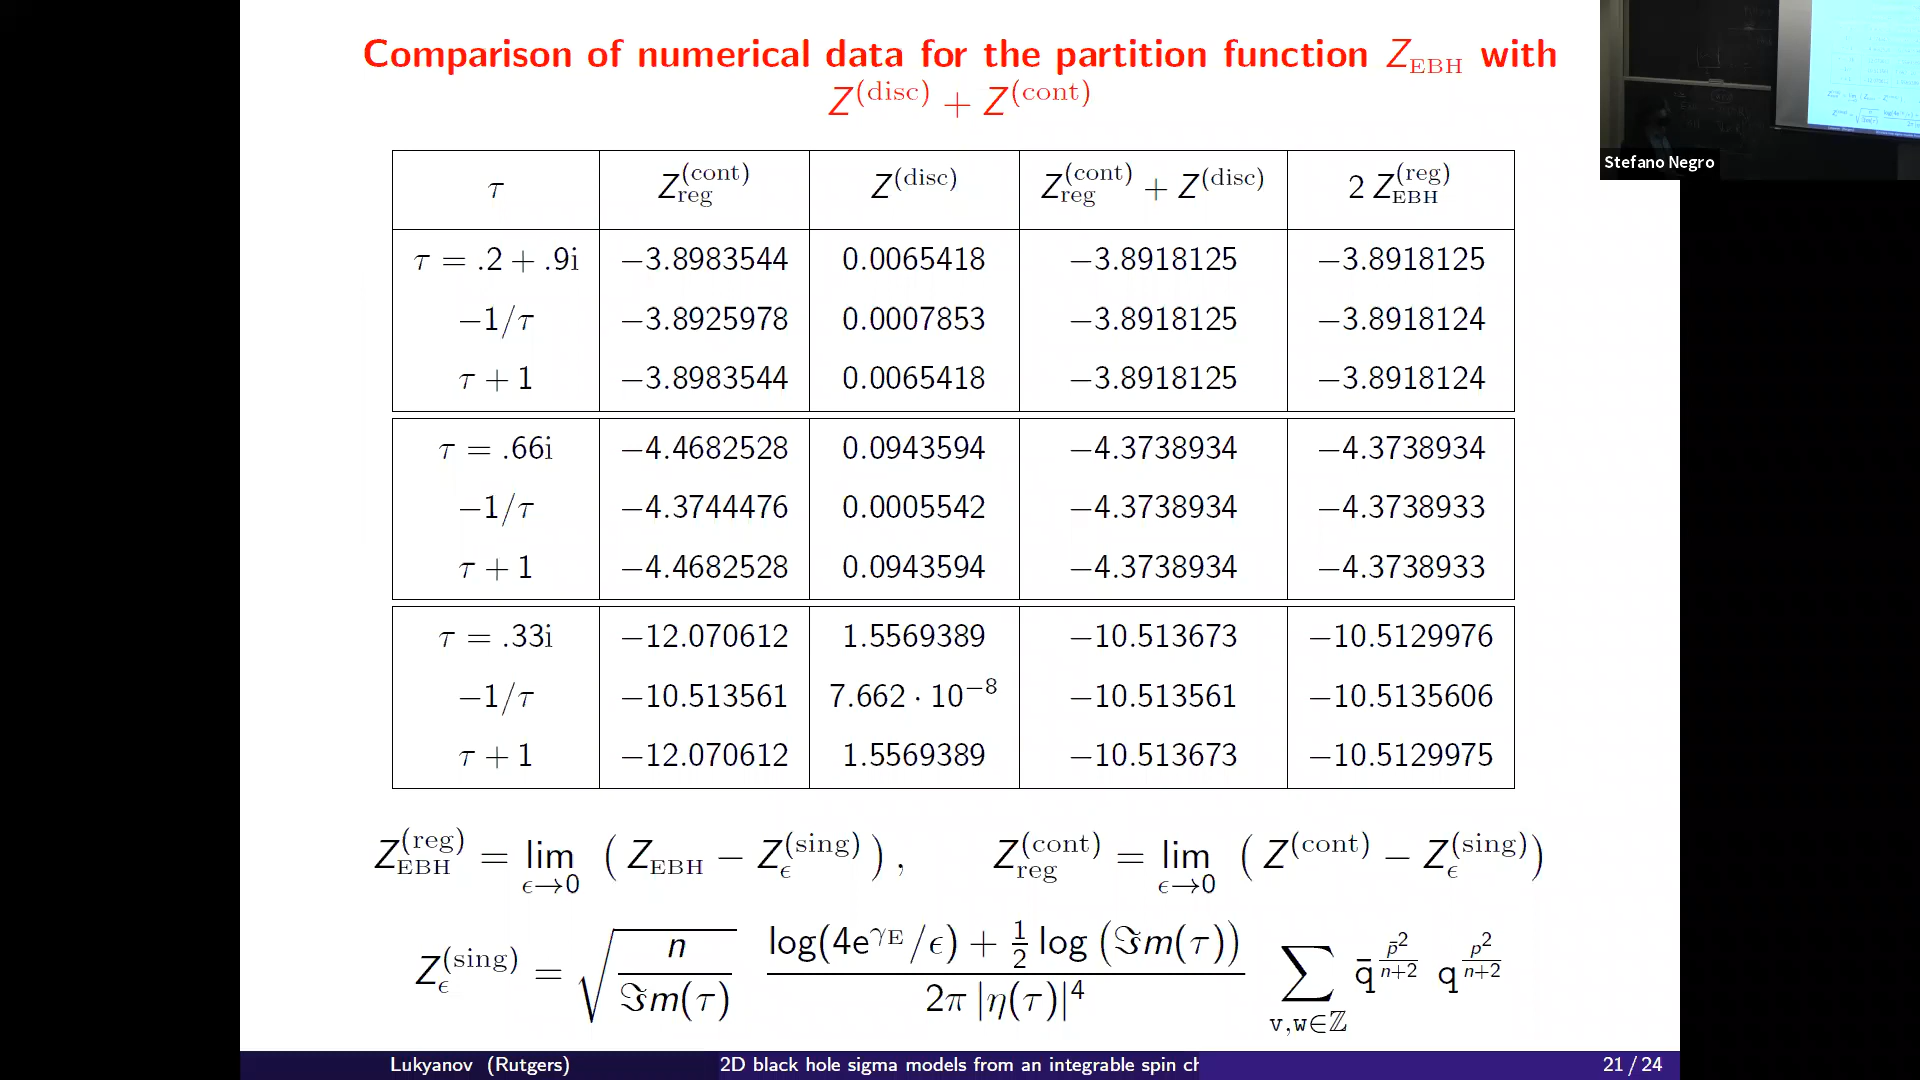 Comparison of numerical data for the partition function Z_EBH with
Z^(disc) + Z^(cont)
Stefano Negro
τ Z_reg^(cont) Z^(disc) Z_reg^(cont) + Z^(disc) 2 Z_EBH^(reg)
τ = .2 + .9i −3.8983544 0.0065418 −3.8918125 −3.8918125
−1/τ −3.8925978 0.0007853 −3.8918125 −3.8918124
τ + 1 −3.8983544 0.0065418 −3.8918125 −3.8918124
τ = .66i −4.4682528 0.0943594 −4.3738934 −4.3738934
−1/τ −4.3744476 0.0005542 −4.3738934 −4.3738933
τ + 1 −4.4682528 0.0943594 −4.3738934 −4.3738933
τ = .33i −12.070612 1.5569389 −10.513673 −10.5129976
−1/τ −10.513561 7.662 · 10^−8 −10.513561 −10.5135606
τ + 1 −12.070612 1.5569389 −10.513673 −10.5129975
Z_EBH^(reg) = lim_{ϵ→0} ( Z_EBH − Z_ϵ^(sing) ) , Z_reg^(cont) = lim_{ϵ→0} ( Z^(cont) − Z_ϵ^(sing) )
Z_ϵ^(sing) = √(n/ℑm(τ)) (log(4e^{γ_E}/ϵ) + ½ log (ℑm(τ)))/(2π |η(τ)|^4) ∑_{v,w∈ℤ} q̄^{p̄²/(n+2)} q^{p²/(n+2)}
Lukyanov (Rutgers) 2D black hole sigma models from an integrable spin ch 21 / 24